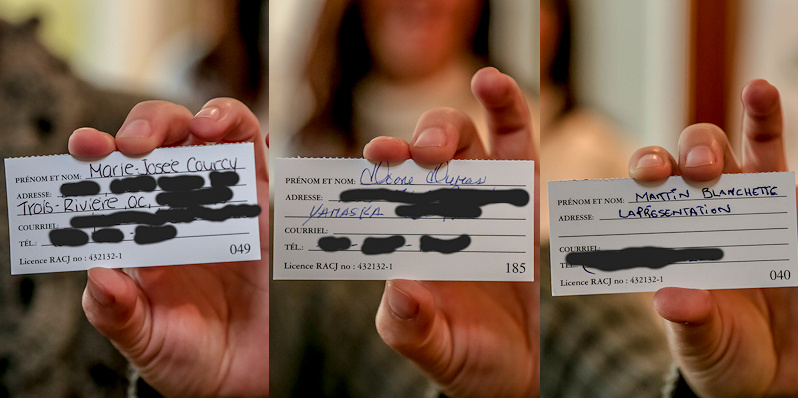 PRÉNOM ET NOM: Marie-Josée Courcy
ADRESSE:
Trois-Rivière Qc,
COURRIEL:
TÉL.:
049
Licence RACJ no : 432132-1
PRÉNOM ET NOM:
ADRESSE:
YAMASKA
COURRIEL:
TÉL.:
185
Licence RACJ no : 432132-1
PRÉNOM ET NOM: MARTIN BLANCHETTE
ADRESSE: LAPRÉSENTATION
COURRIEL:
TÉL
040
Licence RACJ no : 432132-1